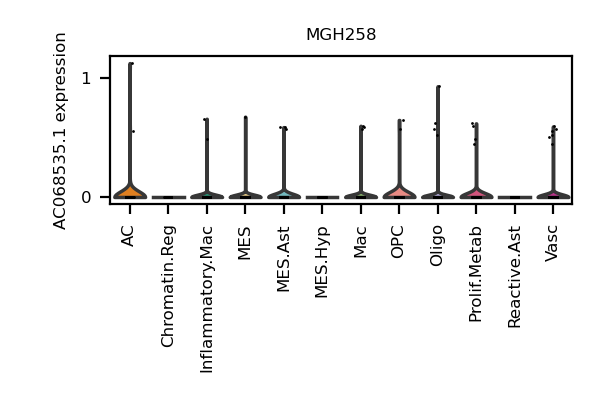 MGH258
AC068535.1 expression
1
0
AC
Chromatin.Reg
Inflammatory.Mac
MES
MES.Ast
MES.Hyp
Mac
OPC
Oligo
Prolif.Metab
Reactive.Ast
Vasc